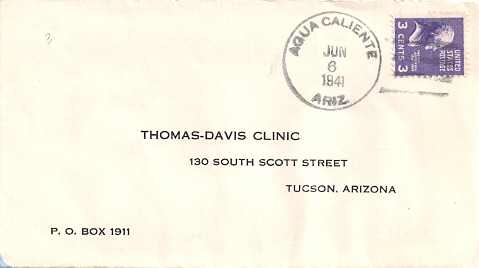 3
AGUA CALIENTE
JUN
6
1941
ARIZ.
UNITED
STATES
POSTAGE
3 CENTS 3
THOMAS-DAVIS CLINIC
130 SOUTH SCOTT STREET
TUCSON, ARIZONA
P. O. BOX 1911